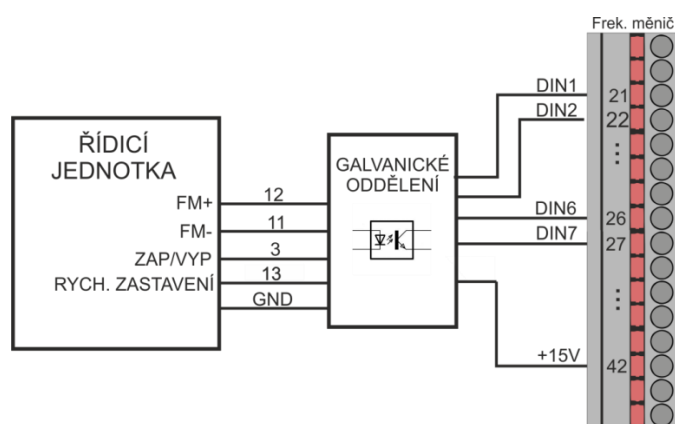 Frek. měnič
ŘÍDICÍ
JEDNOTKA
FM+
FM-
ZAP/VYP
RYCH. ZASTAVENÍ
12
11
3
13
GND
GALVANICKÉ
ODDĚLENÍ
DIN1
DIN2
DIN6
DIN7
+15V
21
22
...
26
27
...
42